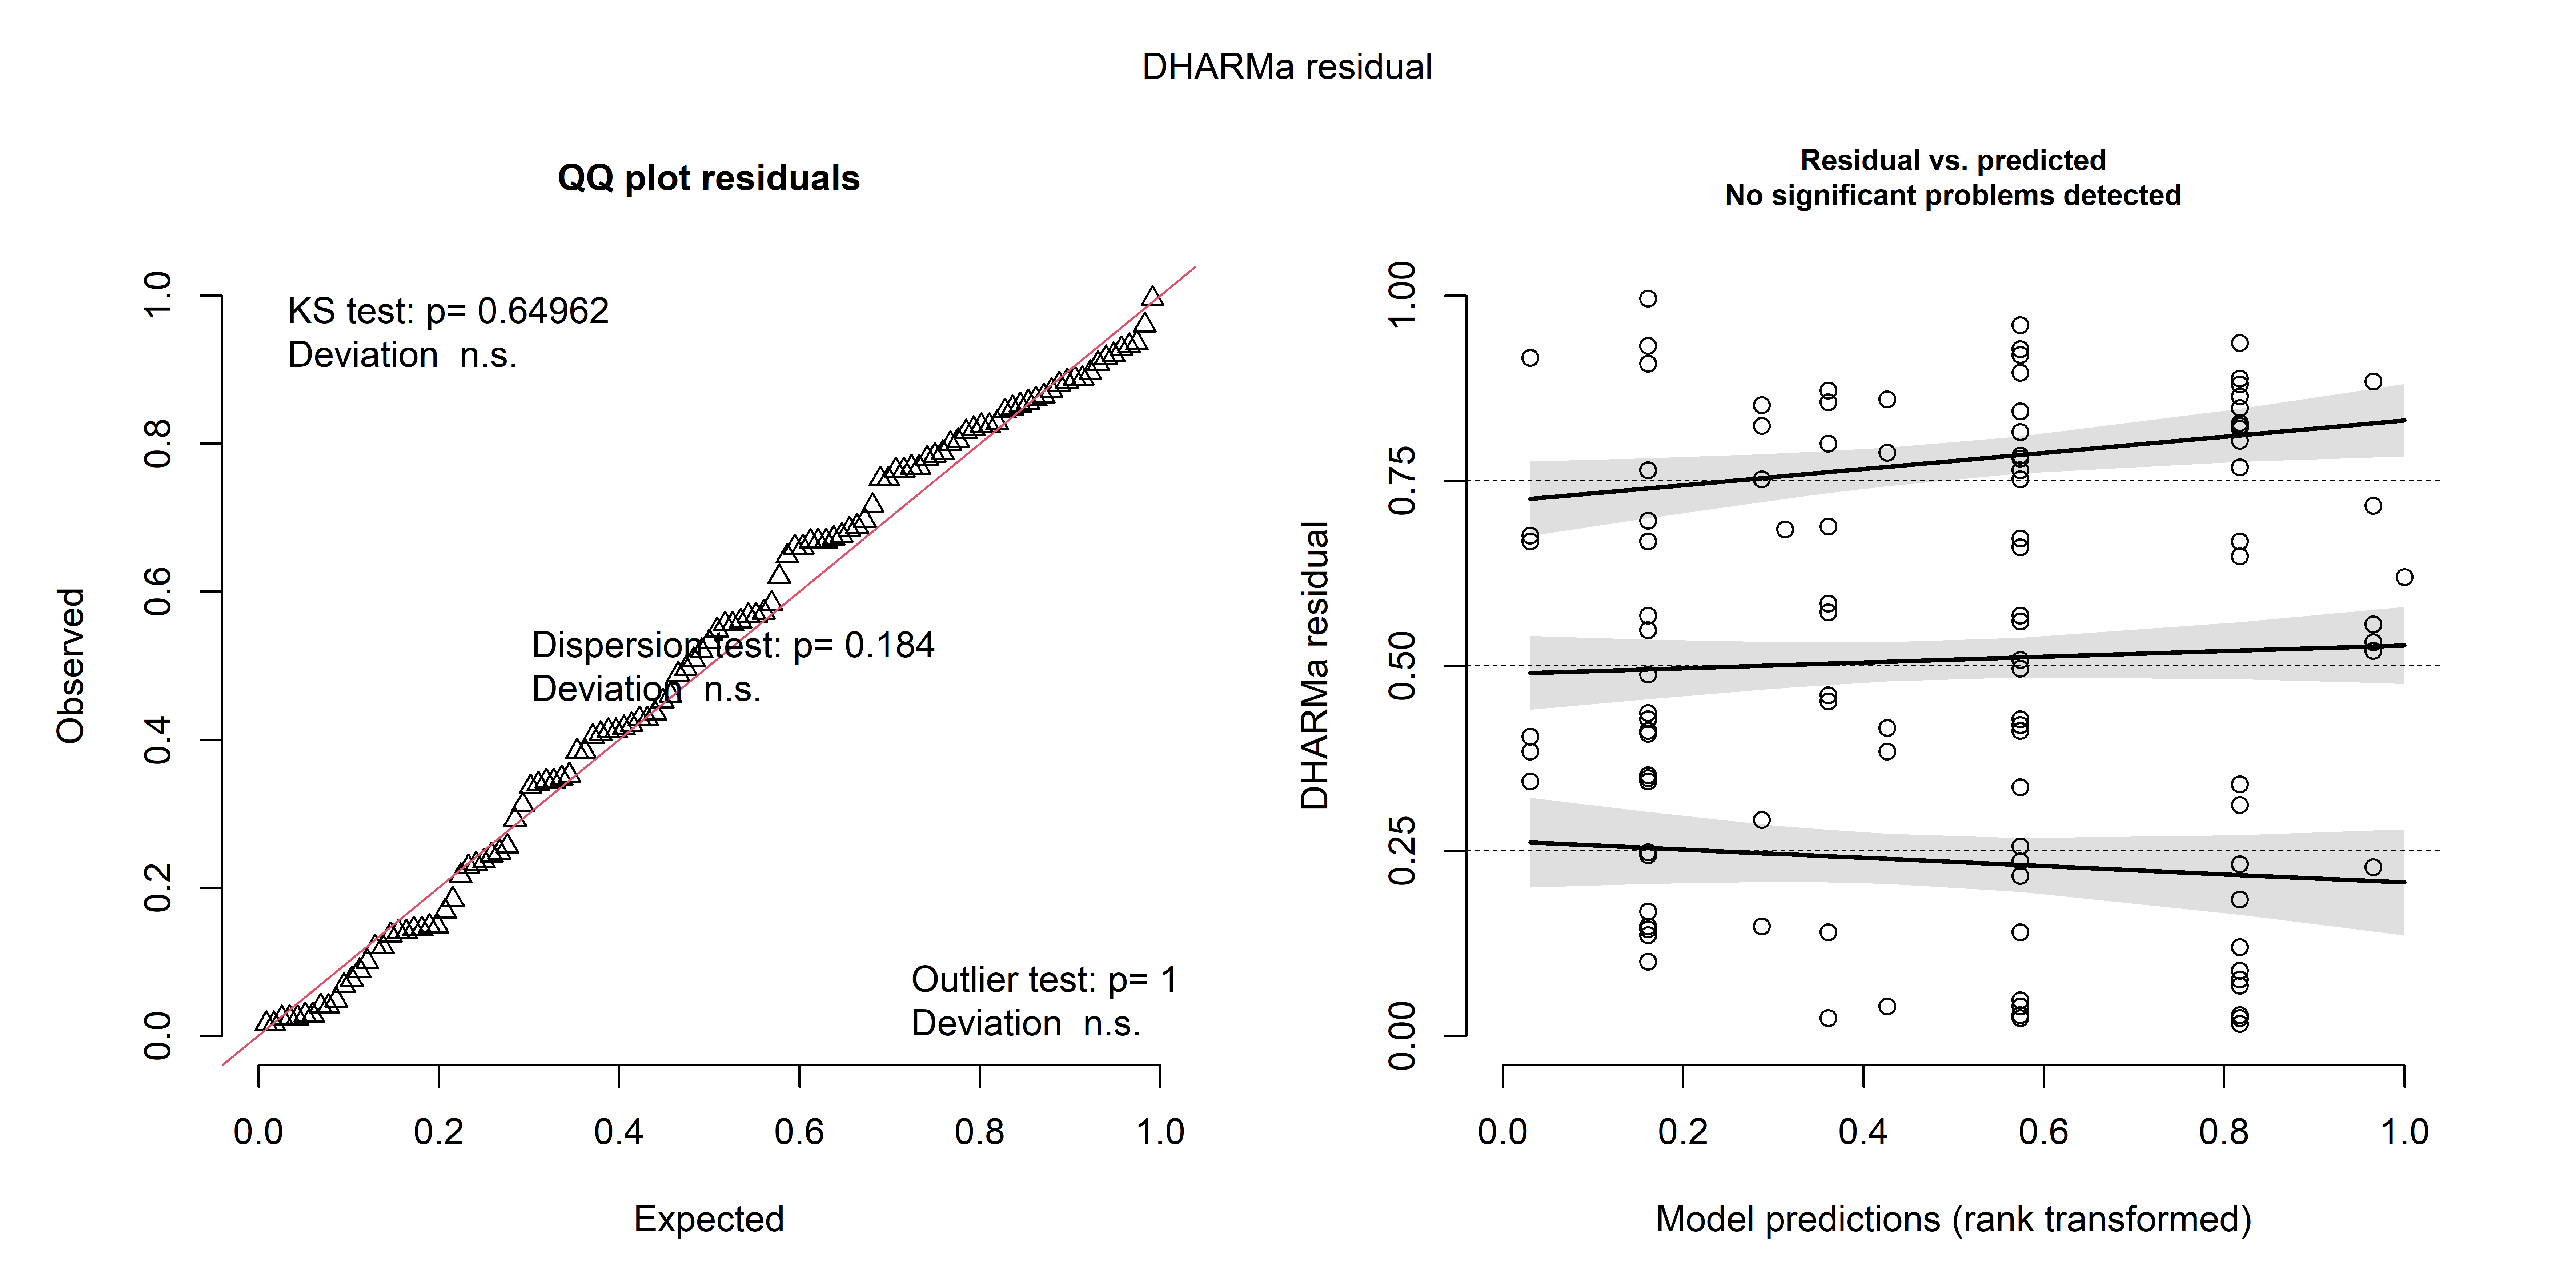 DHARMa residual
QQ plot residuals
KS test: p= 0.64962
Deviation  n.s.
Dispersion test: p= 0.184
Deviation  n.s.
Outlier test: p= 1
Deviation  n.s.
Observed
0.0
0.2
0.4
0.6
0.8
1.0
0.0 0.2 0.4 0.6 0.8 1.0
Expected
Residual vs. predicted
No significant problems detected
DHARMa residual
0.00
0.25
0.50
0.75
1.00
0.0 0.2 0.4 0.6 0.8 1.0
Model predictions (rank transformed)